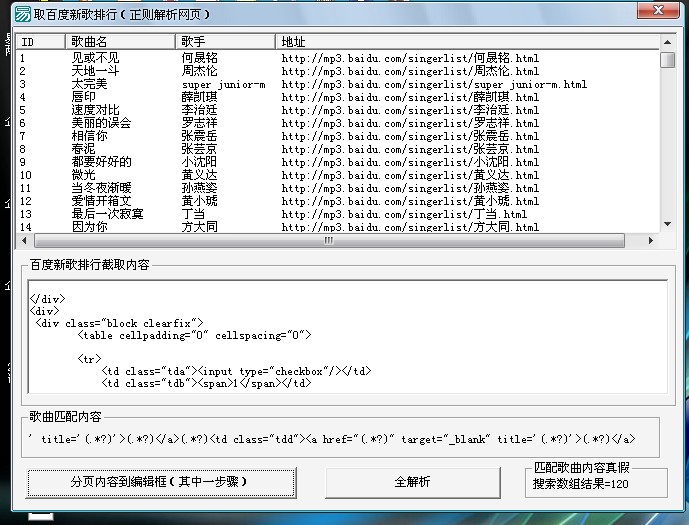 取百度新歌排行（正则解析网页）
ID 歌曲名 歌手 地址
1 见或不见 何晟铭 http://mp3.baidu.com/singerlist/何晟铭.html
2 天地一斗 周杰伦 http://mp3.baidu.com/singerlist/周杰伦.html
3 太完美 super junior-m http://mp3.baidu.com/singerlist/super junior-m.html
4 唇印 薛凯琪 http://mp3.baidu.com/singerlist/薛凯琪.html
5 速度对比 李治廷 http://mp3.baidu.com/singerlist/李治廷.html
6 美丽的误会 罗志祥 http://mp3.baidu.com/singerlist/罗志祥.html
7 相信你 张震岳 http://mp3.baidu.com/singerlist/张震岳.html
8 春泥 张芸京 http://mp3.baidu.com/singerlist/张芸京.html
9 都要好好的 小沈阳 http://mp3.baidu.com/singerlist/小沈阳.html
10 微光 黄义达 http://mp3.baidu.com/singerlist/黄义达.html
11 当冬夜渐暖 孙燕姿 http://mp3.baidu.com/singerlist/孙燕姿.html
12 爱情开箱文 黄小琥 http://mp3.baidu.com/singerlist/黄小琥.html
13 最后一次寂寞 丁当 http://mp3.baidu.com/singerlist/丁当.html
14 因为你 方大同 http://mp3.baidu.com/singerlist/方大同.html
百度新歌排行截取内容
</div>
<div>
<div class="block clearfix">
<table cellpadding="0" cellspacing="0">
<tr>
<td class="tda"><input type="checkbox"/></td>
<td class="tdb"><span>1</span></td>
歌曲匹配内容
' title='(.*?)'>(.*?)</a>(.*?)<td class="tdd"><a href="(.*?)" target="_blank" title='(.*?)'>(.*?)</a>
分页内容到编辑框（其中一步骤）
全解析
匹配歌曲内容真假
搜索数组结果=120